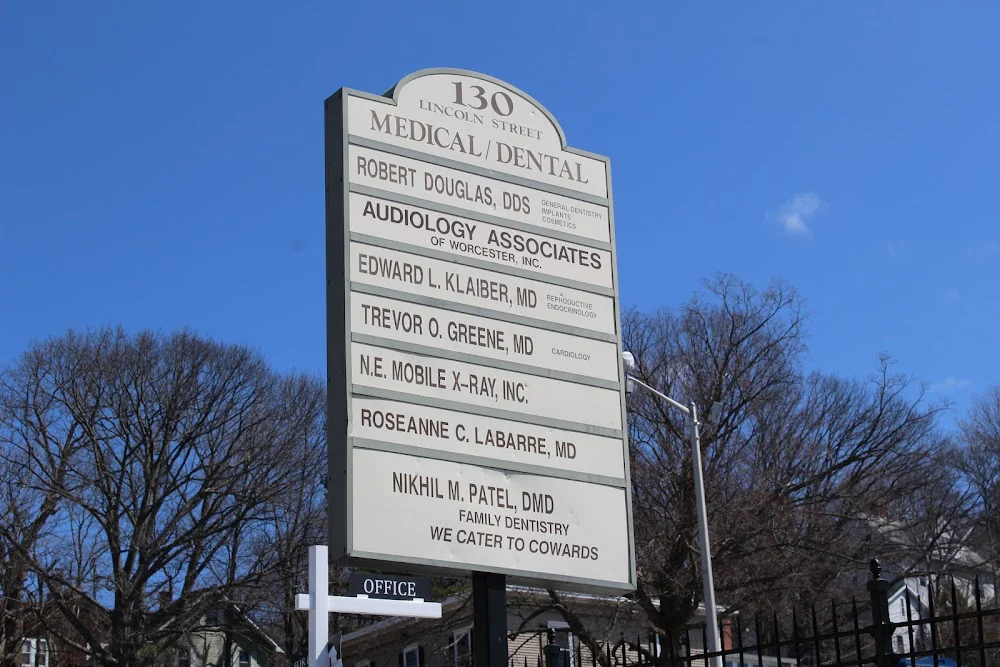 130
LINCOLN STREET
MEDICAL/DENTAL
ROBERT DOUGLAS, DDS
GENERAL DENTISTRY
IMPLANTS
COSMETICS
AUDIOLOGY ASSOCIATES
OF WORCESTER, INC.
EDWARD L. KLAIBER, MD
REPRODUCTIVE
ENDOCRINOLOGY
TREVOR O. GREENE, MD
CARDIOLOGY
N.E. MOBILE X-RAY, INC.
ROSEANNE C. LABARRE, MD
NIKHIL M. PATEL, DMD
FAMILY DENTISTRY
WE CATER TO COWARDS
OFFICE